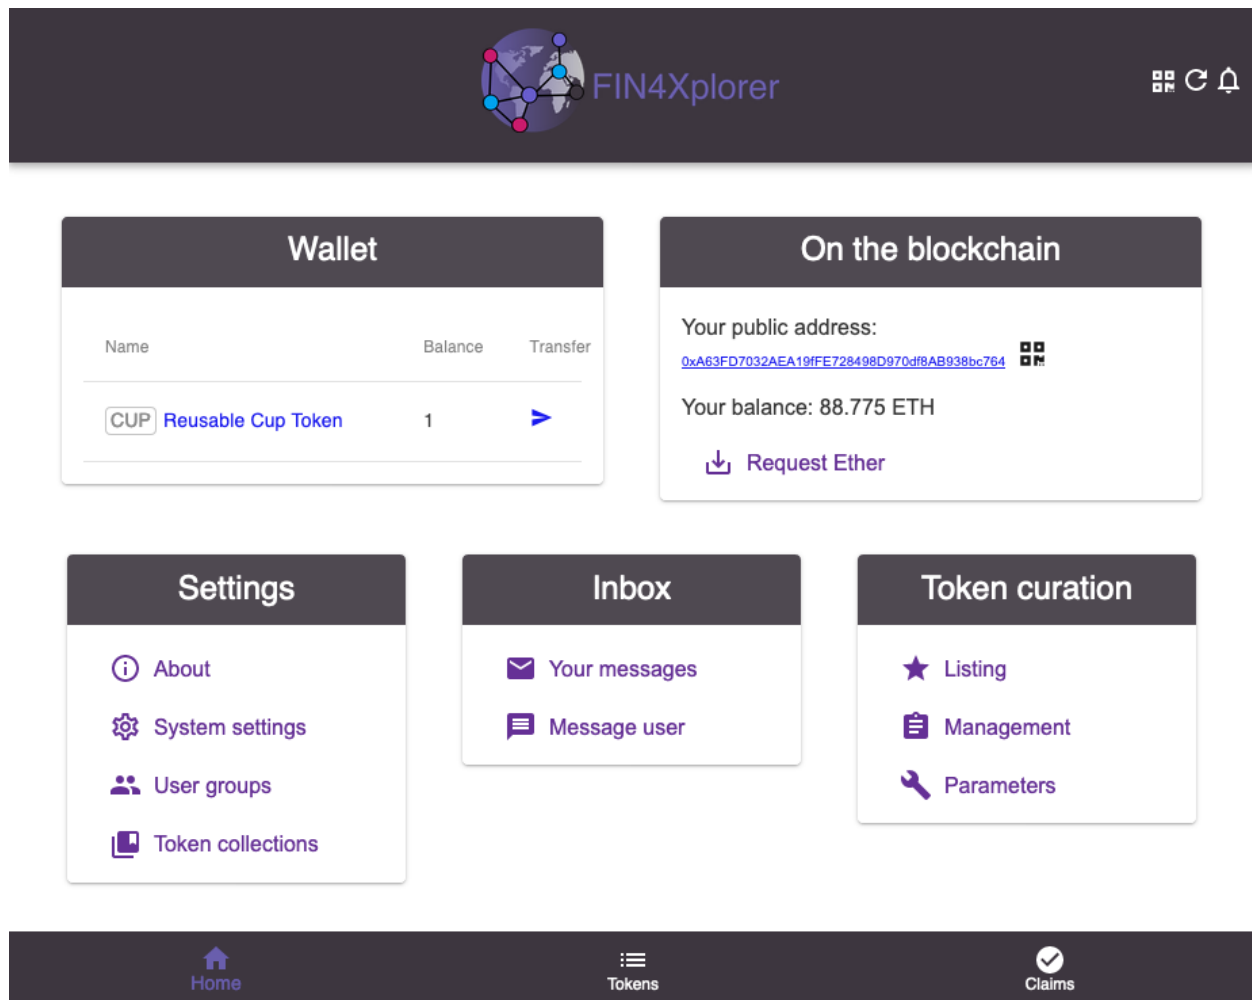 FIN4Xplorer
Wallet
Name Balance Transfer
CUP Reusable Cup Token 1
On the blockchain
Your public address:
0xA63FD7032AEA19fFE728498D970df8AB938bc764
Your balance: 88.775 ETH
Request Ether
Settings
About
System settings
User groups
Token collections
Inbox
Your messages
Message user
Token curation
Listing
Management
Parameters
Home
Tokens
Claims